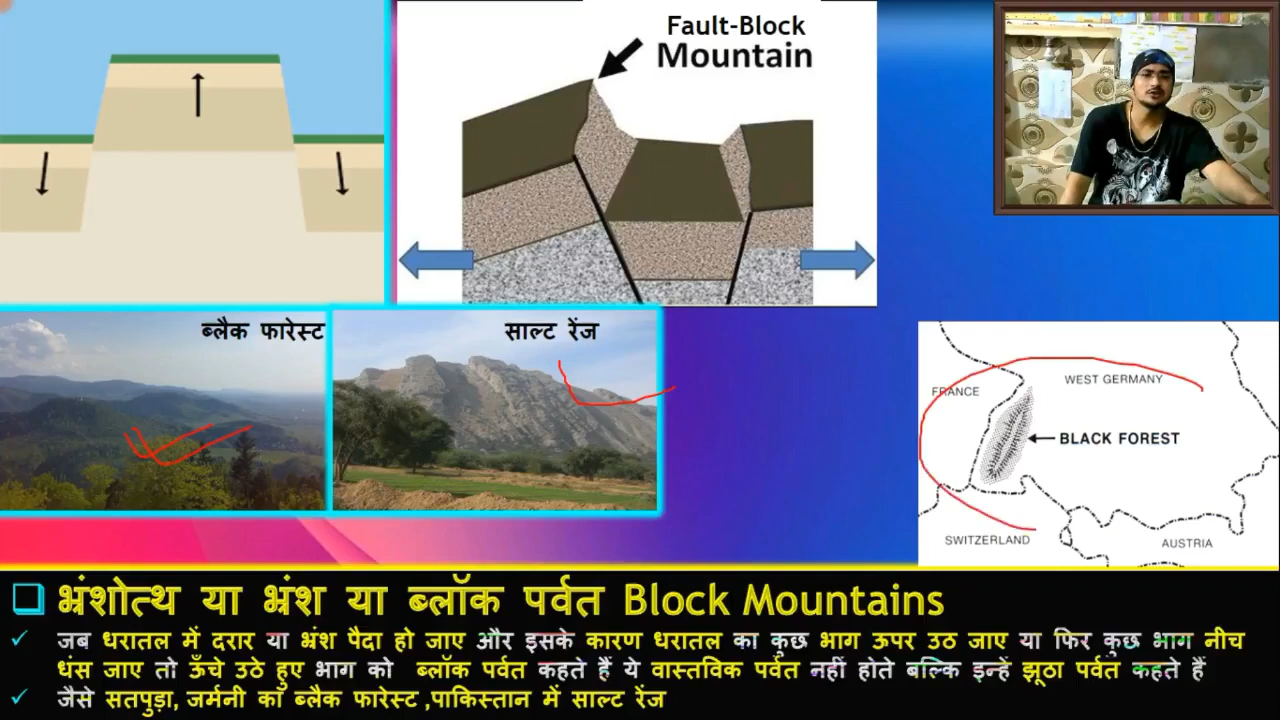 Fault-Block
Mountain
ब्लैक फारेस्ट
साल्ट रेंज
FRANCE
WEST GERMANY
BLACK FOREST
SWITZERLAND
AUSTRIA
भ्रंशोत्थ या भ्रंश या ब्लॉक पर्वत Block Mountains
जब धरातल में दरार या भ्रंश पैदा हो जाए और इसके कारण धरातल का कुछ भाग ऊपर उठ जाए या फिर कुछ भाग नीच
धंस जाए तो ऊँचे उठे हुए भाग को ब्लॉक पर्वत कहते हैं ये वास्तविक पर्वत नहीं होते बल्कि इन्हें झूठा पर्वत कहते हैं
जैसे सतपुड़ा, जर्मनी का ब्लैक फारेस्ट ,पाकिस्तान में साल्ट रेंज